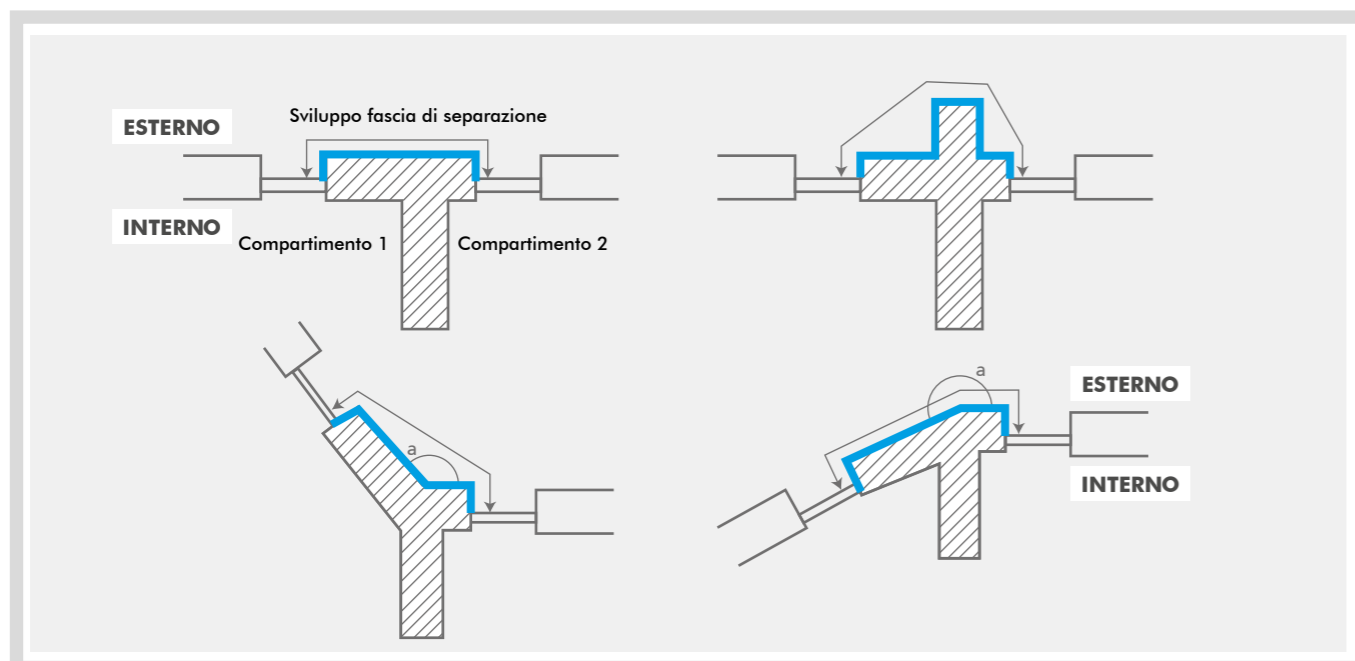 ESTERNO
Sviluppo fascia di separazione
INTERNO
Compartimento 1
Compartimento 2
a
a
ESTERNO
INTERNO